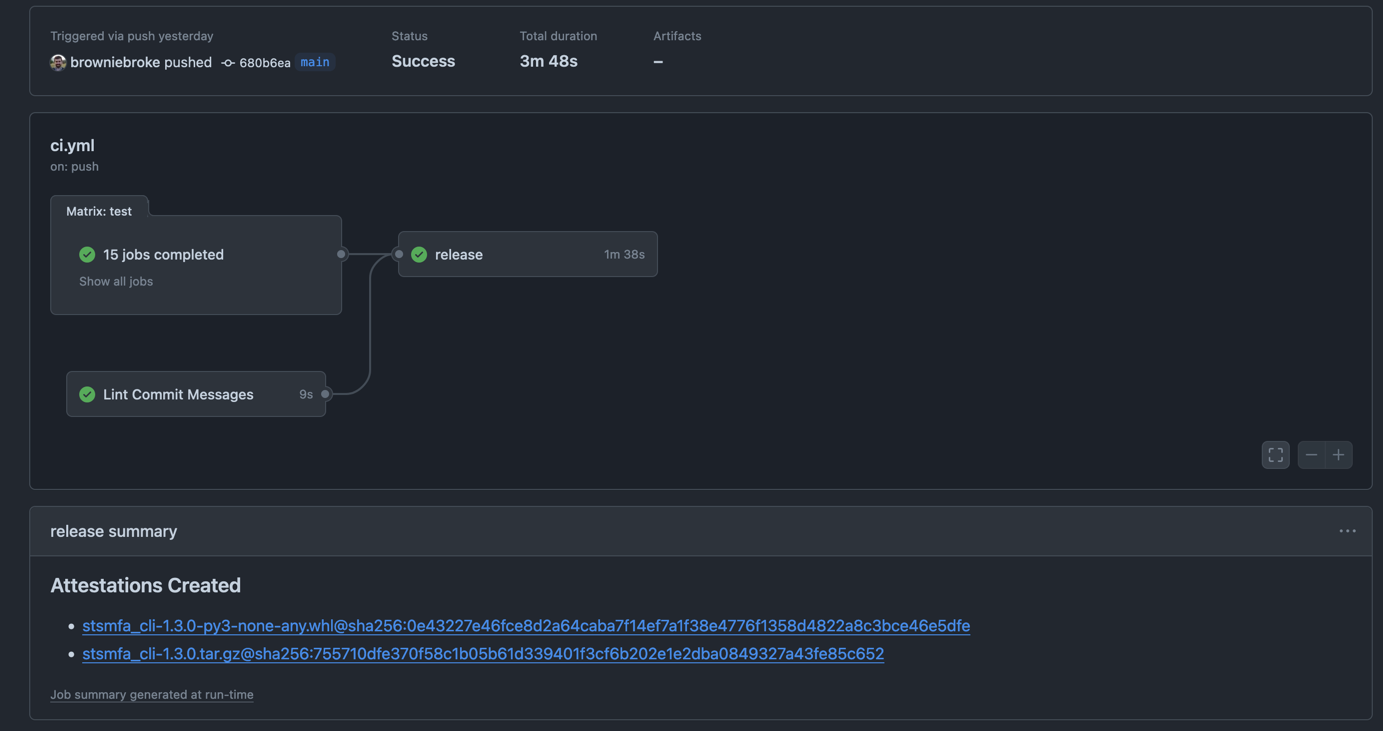 Triggered via push yesterday
browniebroke pushed 680b6ea main
Status
Success
Total duration
3m 48s
Artifacts
–
ci.yml
on: push
Matrix: test
15 jobs completed
Show all jobs
release 1m 38s
Lint Commit Messages 9s
release summary
Attestations Created
stsmfa_cli-1.3.0-py3-none-any.whl@sha256:0e43227e46fce8d2a64caba7f14ef7a1f38e4776f1358d4822a8c3bce46e5dfe
stsmfa_cli-1.3.0.tar.gz@sha256:755710dfe370f58c1b05b61d339401f3cf6b202e1e2dba0849327a43fe85c652
Job summary generated at run-time